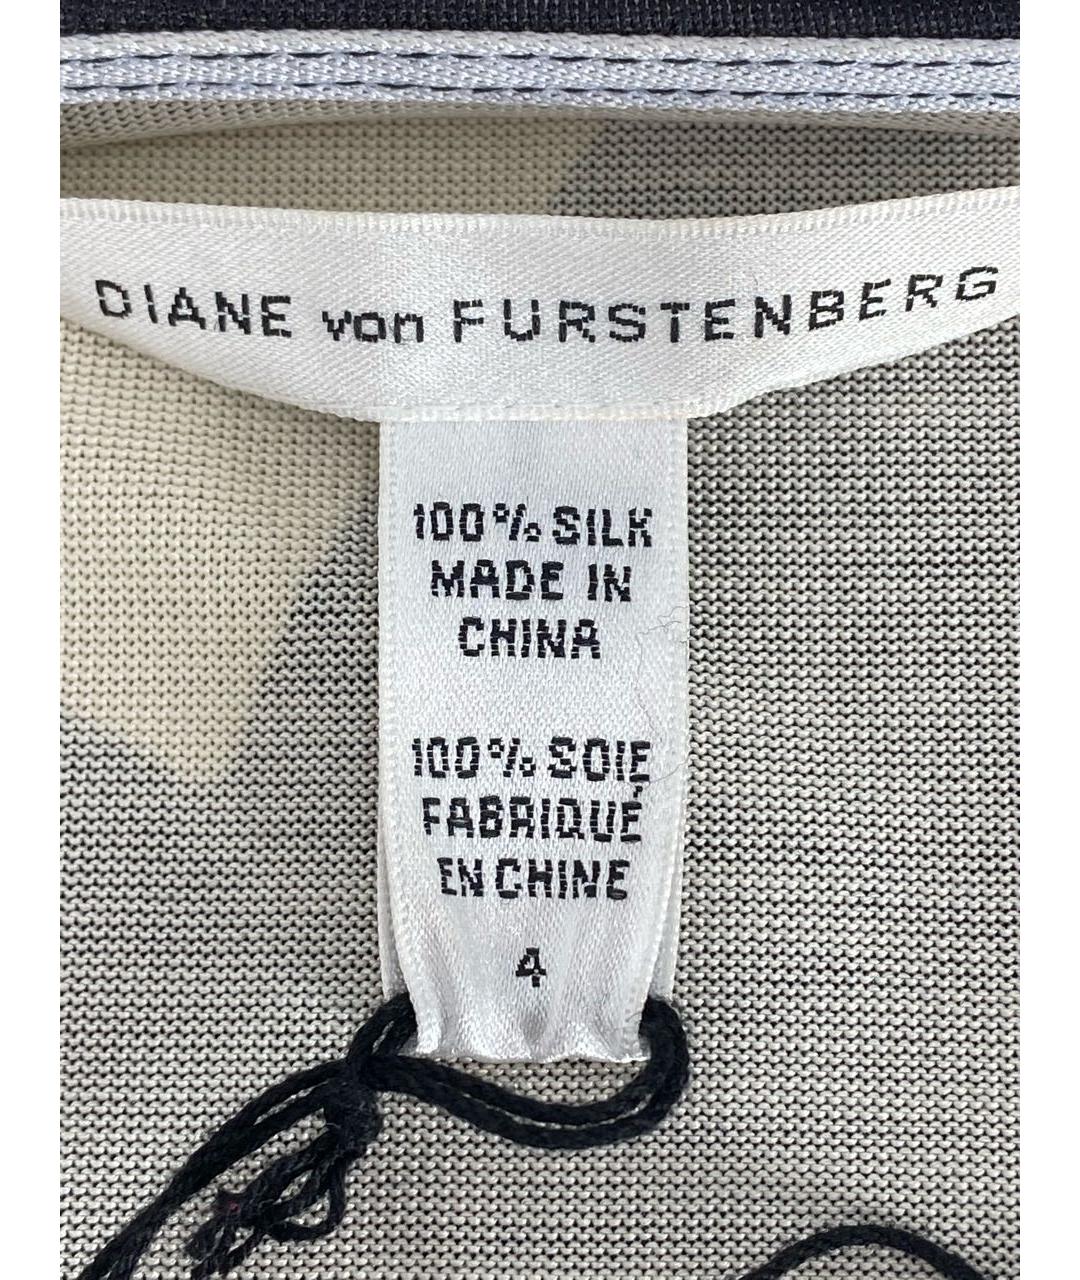 DIANE von FURSTENBERG
100% SILK
MADE IN
CHINA
100% SOIE
FABRIQUÉ
EN CHINE
4